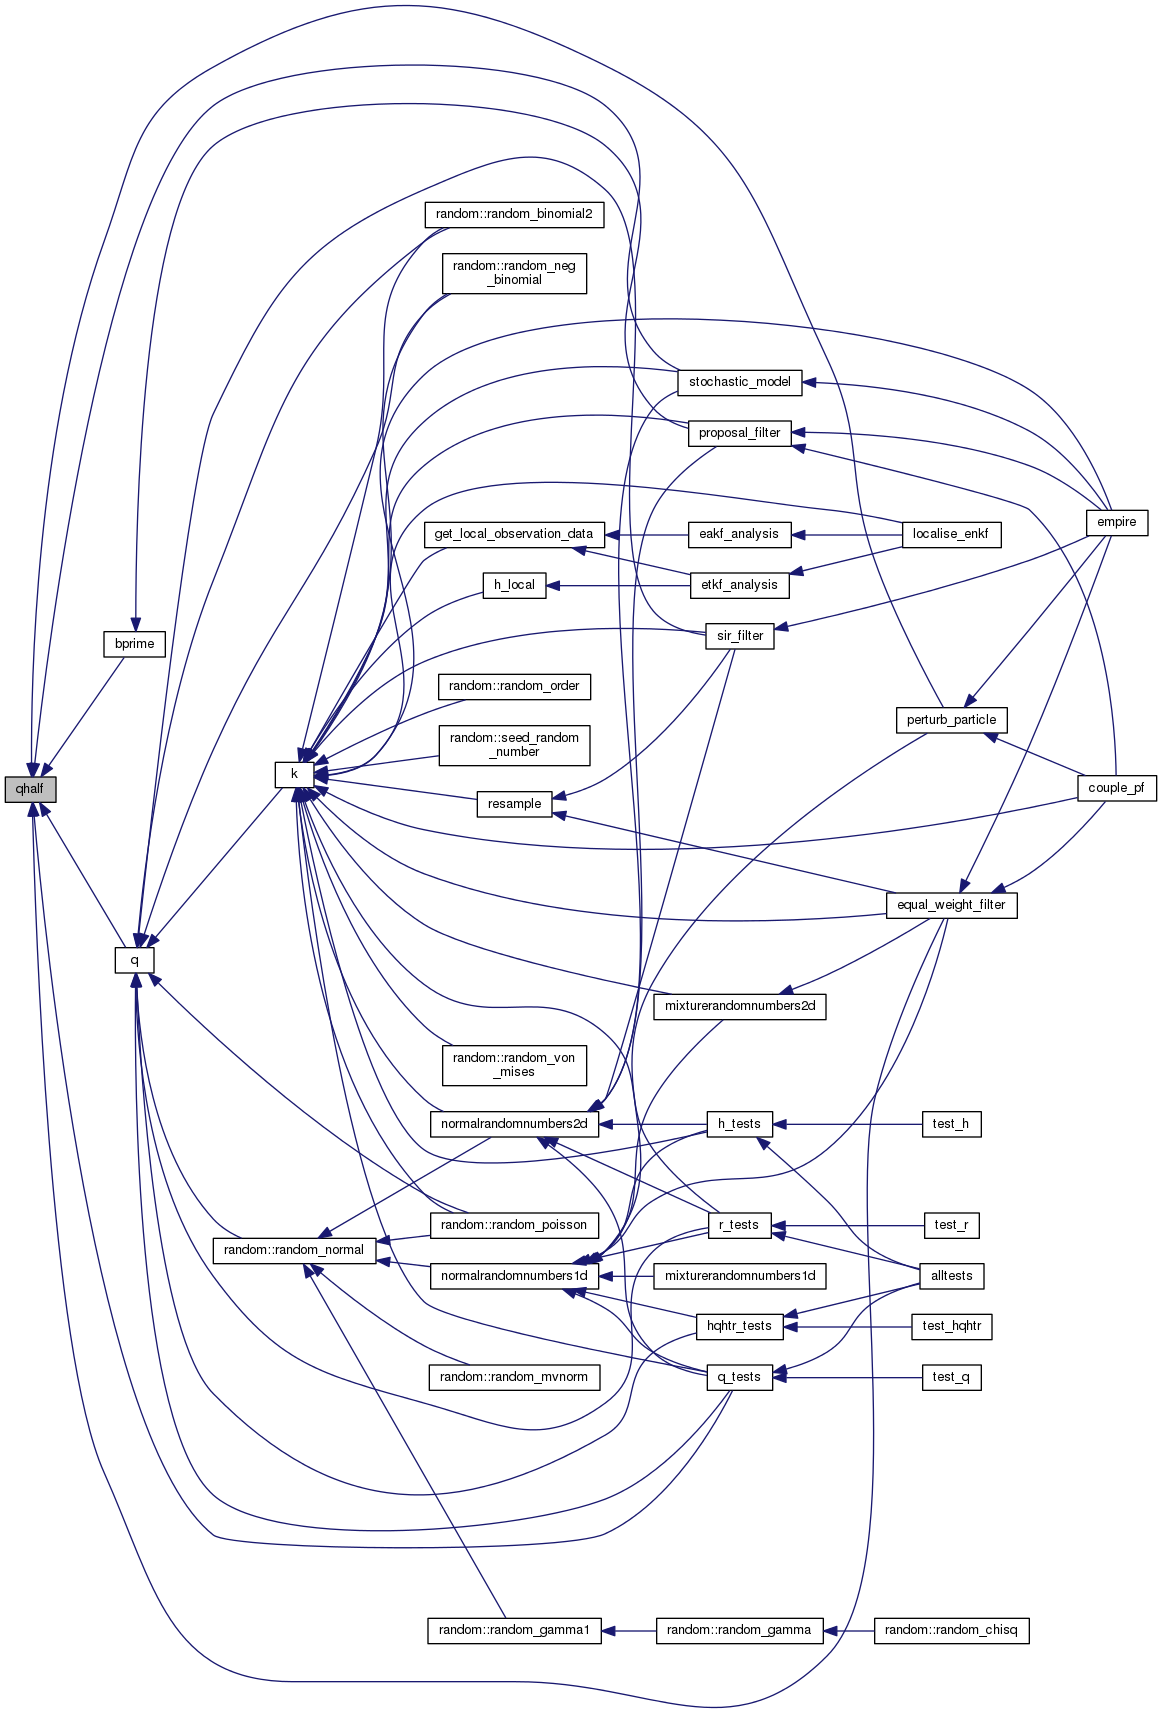 random::random_binomial2
random::random_neg
_binomial
stochastic_model
proposal_filter
empire
get_local_observation_data
eakf_analysis
localise_enkf
h_local
etkf_analysis
bprime
sir_filter
random::random_order
perturb_particle
random::seed_random
_number
k
qhalf
couple_pf
resample
equal_weight_filter
q
mixturerandomnumbers2d
random::random_von
_mises
normalrandomnumbers2d
h_tests
test_h
random::random_poisson
r_tests
test_r
random::random_normal
normalrandomnumbers1d
mixturerandomnumbers1d
alltests
hqhtr_tests
test_hqhtr
random::random_mvnorm
q_tests
test_q
random::random_gamma1
random::random_gamma
random::random_chisq